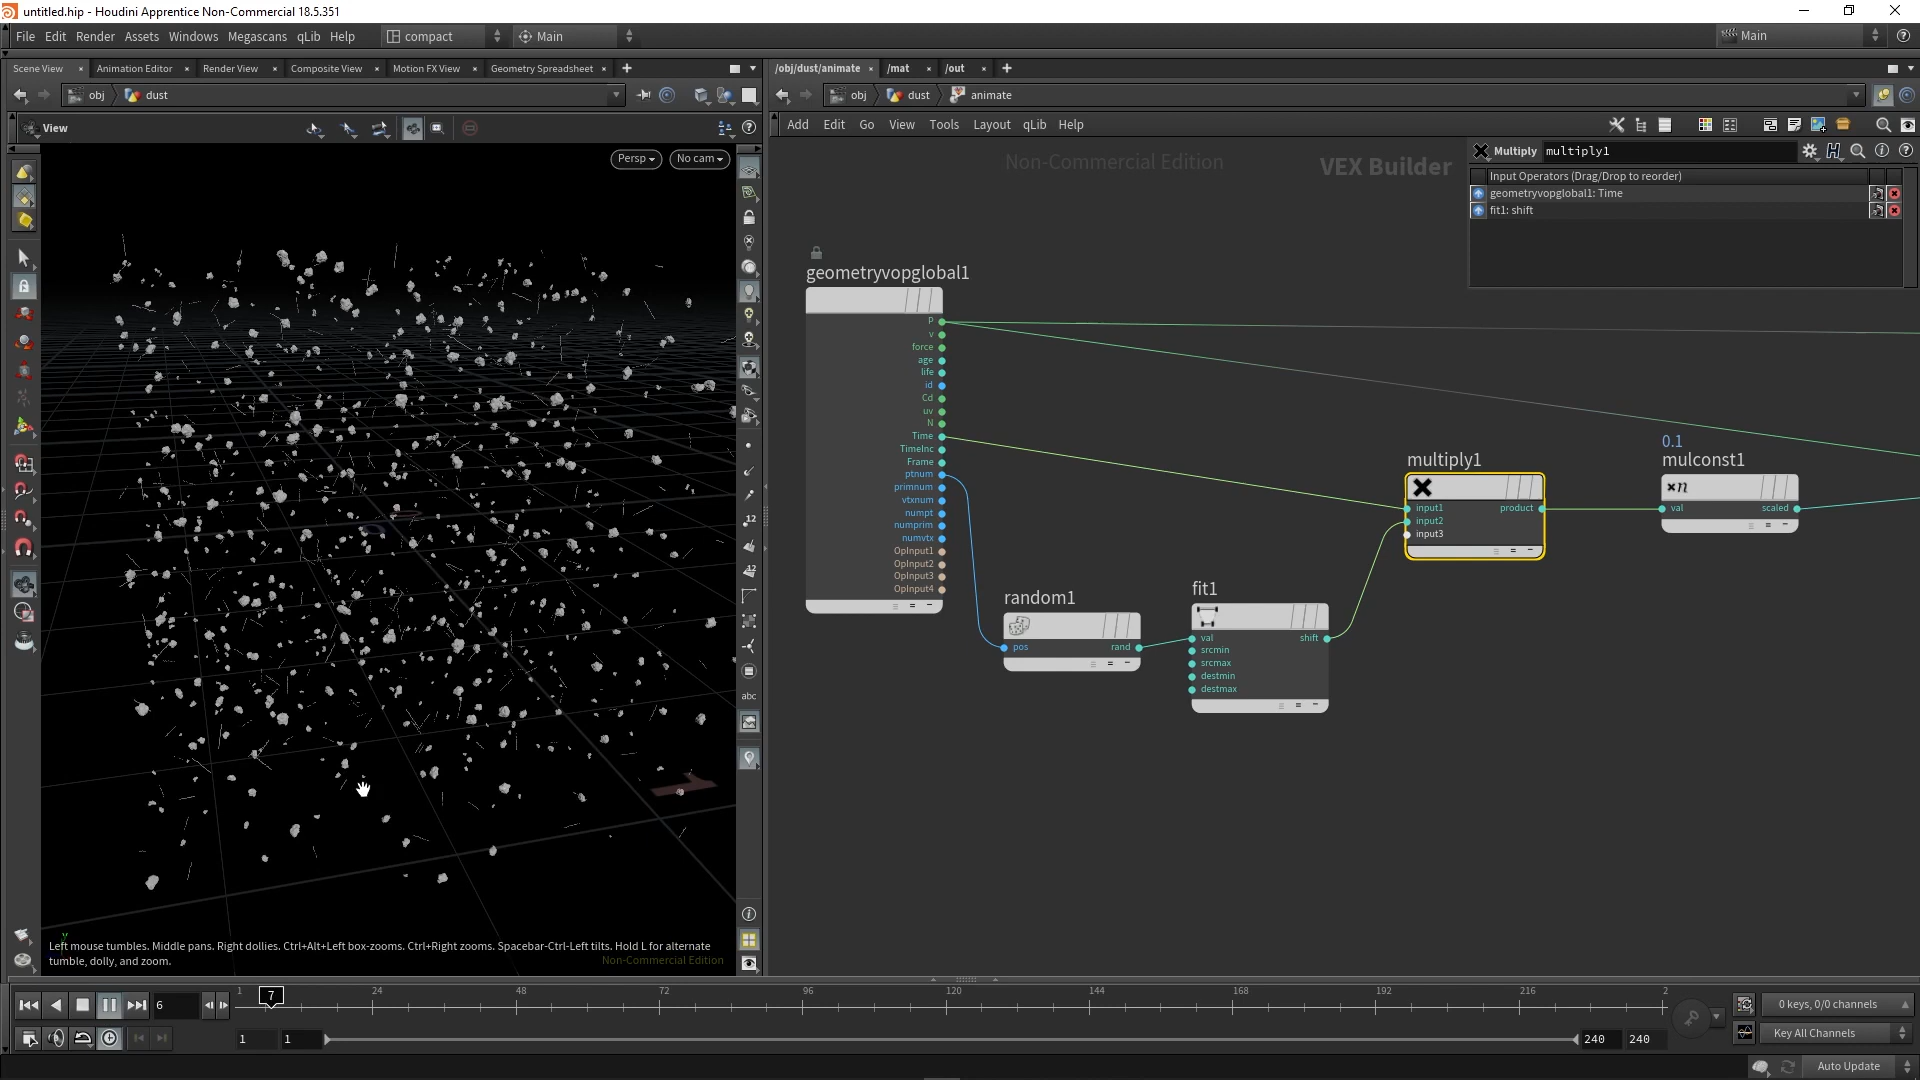 untitled.hip - Houdini Apprentice Non-Commercial 18.5.351
File Edit Render Assets Windows Megascans qLib Help compact Main Main
Scene View Animation Editor Render View Composite View Motion FX View Geometry Spreadsheet
/obj/dust/animate /mat /out
obj dust
obj dust animate
View
Persp No cam
Add Edit Go View Tools Layout qLib Help
Non-Commercial Edition
VEX Builder
Multiply multiply1
Input Operators (Drag/Drop to reorder)
geometryvopglobal1: Time
fit1: shift
geometryvopglobal1
P
v
force
age
life
id
Cd
uv
N
Time
TimeInc
Frame
ptnum
primnum
vtxnum
numpt
numprim
numvtx
OpInput1
OpInput2
OpInput3
OpInput4
random1
pos rand
fit1
val shift
srcmin
srcmax
destmin
destmax
multiply1
input1 product
input2
input3
0.1
mulconst1
×n
val scaled
12
12
abc
Left mouse tumbles. Middle pans. Right dollies. Ctrl+Alt+Left box-zooms. Ctrl+Right zooms. Spacebar-Ctrl-Left tilts. Hold L for alternate
tumble, dolly, and zoom.
Non-Commercial Edition
6
1 7 24 48 72 96 120 144 168 192 216 2
0 keys, 0/0 channels
1 1 240 240
Key All Channels
Auto Update